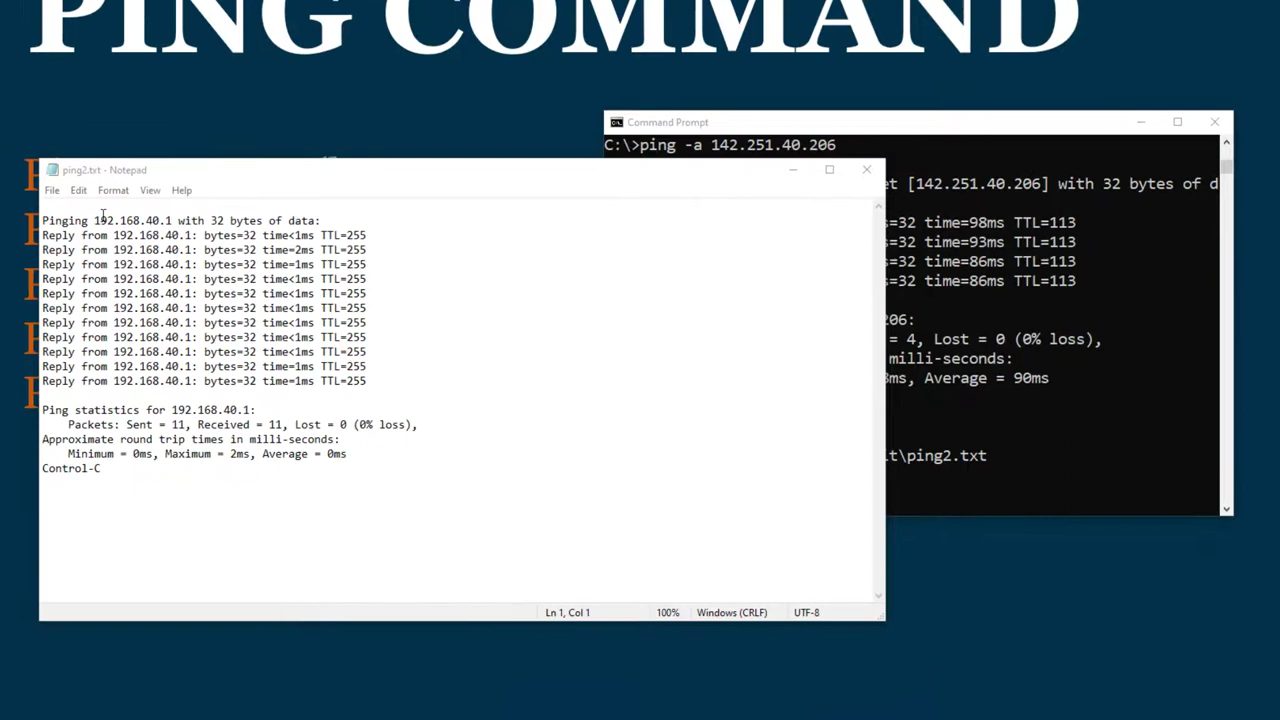 PING COMMAND
ping2.txt - Notepad
File Edit Format View Help
Pinging 192.168.40.1 with 32 bytes of data:
Reply from 192.168.40.1: bytes=32 time<1ms TTL=255
Reply from 192.168.40.1: bytes=32 time=2ms TTL=255
Reply from 192.168.40.1: bytes=32 time=1ms TTL=255
Reply from 192.168.40.1: bytes=32 time<1ms TTL=255
Reply from 192.168.40.1: bytes=32 time<1ms TTL=255
Reply from 192.168.40.1: bytes=32 time<1ms TTL=255
Reply from 192.168.40.1: bytes=32 time<1ms TTL=255
Reply from 192.168.40.1: bytes=32 time<1ms TTL=255
Reply from 192.168.40.1: bytes=32 time<1ms TTL=255
Reply from 192.168.40.1: bytes=32 time=1ms TTL=255
Reply from 192.168.40.1: bytes=32 time=1ms TTL=255
Ping statistics for 192.168.40.1:
Packets: Sent = 11, Received = 11, Lost = 0 (0% loss),
Approximate round trip times in milli-seconds:
Minimum = 0ms, Maximum = 2ms, Average = 0ms
Control-C
Ln 1, Col 1 100% Windows (CRLF) UTF-8
Command Prompt
C:\>ping -a 142.251.40.206
[142.251.40.206] with 32 bytes of d
=32 time=98ms TTL=113
=32 time=93ms TTL=113
=32 time=86ms TTL=113
=32 time=86ms TTL=113
206:
= 4, Lost = 0 (0% loss),
milli-seconds:
ms, Average = 90ms
\ping2.txt